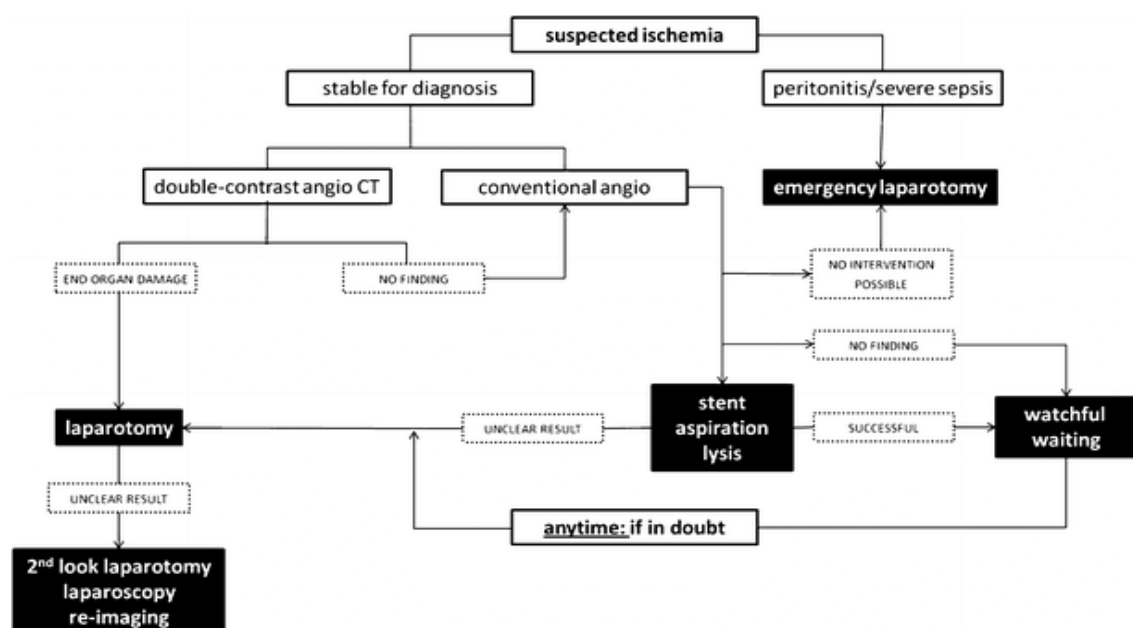 suspected ischemia
stable for diagnosis
peritonitis/severe sepsis
double-contrast angio CT
conventional angio
emergency laparotomy
END ORGAN DAMAGE
NO FINDING
NO INTERVENTION
POSSIBLE
NO FINDING
laparotomy
UNCLEAR RESULT
stent
aspiration
lysis
SUCCESSFUL
watchful
waiting
UNCLEAR RESULT
anytime: if in doubt
2nd look laparotomy
laparoscopy
re-imaging